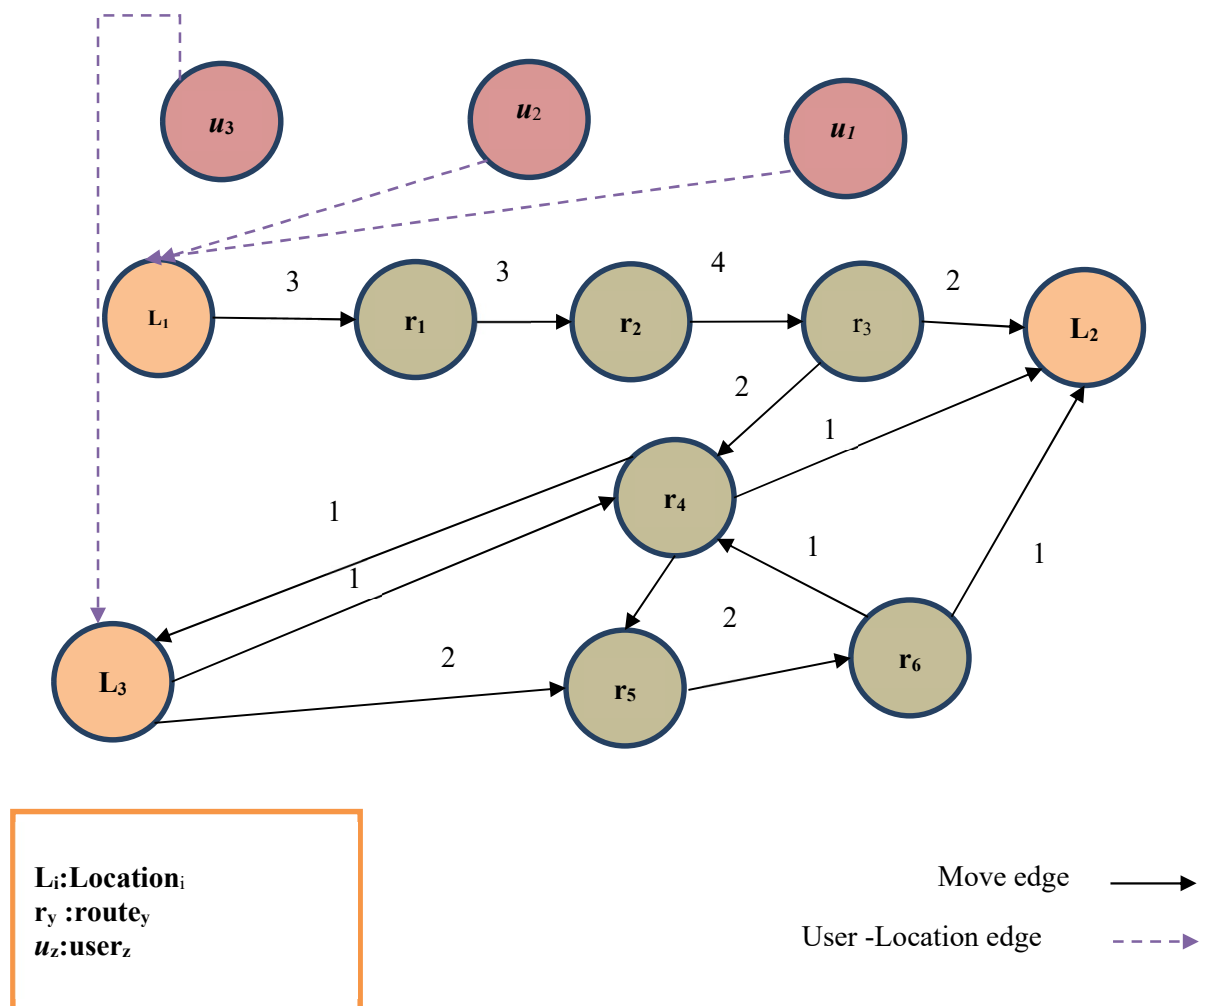 u3
u2
u1
3
3
4
2
L1
r1
r2
r3
L2
2
1
r4
1
1
1
1
2
2
L3
r5
r6
Li:Locationi
ry :routey
uz:userz
Move edge
User -Location edge